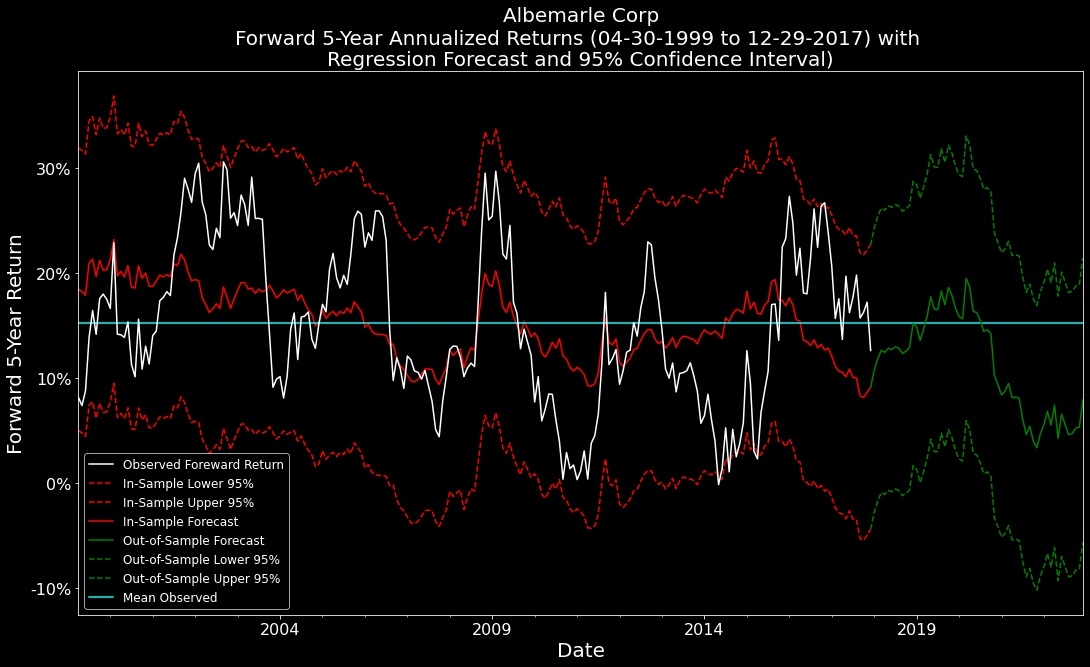 Albemarle Corp
Forward 5-Year Annualized Returns (04-30-1999 to 12-29-2017) with
Regression Forecast and 95% Confidence Interval)
Forward 5-Year Return
30%
20%
10%
0%
-10%
Observed Foreward Return
In-Sample Lower 95%
In-Sample Upper 95%
In-Sample Forecast
Out-of-Sample Forecast
Out-of-Sample Lower 95%
Out-of-Sample Upper 95%
Mean Observed
2004 2009 2014 2019
Date